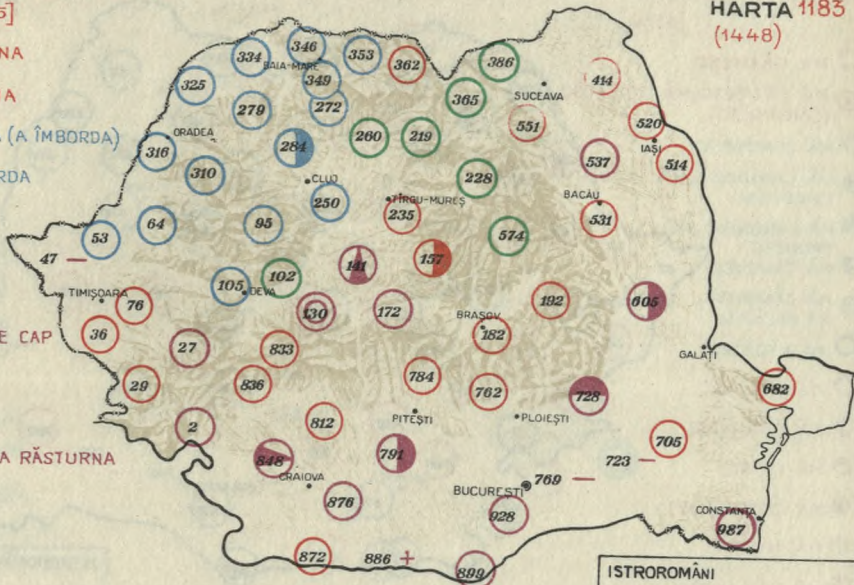 5]
NA
A
(A ÎMBORDA)
RDA
HARTA 1183
(1448)
346
334
353
362
386
BAIA-MARE
349
414
325
SUCEAVA
365
279
272
551
520
ORADEA
260
219
IAȘI
284
537
514
316
310
CLUJ
228
BACĂU
250
TÎRGU-MUREȘ
235
531
64
95
53
574
47 —
141
157
102
105
DEVA
TIMIȘOARA
76
130
172
192
605
BRAȘOV
36
182
E CAP
27
833
GALAȚI
29
836
784
762
682
728
PITEȘTI
PLOIEȘTI
2
812
705
A RĂSTURNA
848
791
723 —
CRAIOVA
769 —
BUCUREȘTI
876
928
CONSTANȚA
987
872
886 +
899
ISTROROMÂNI